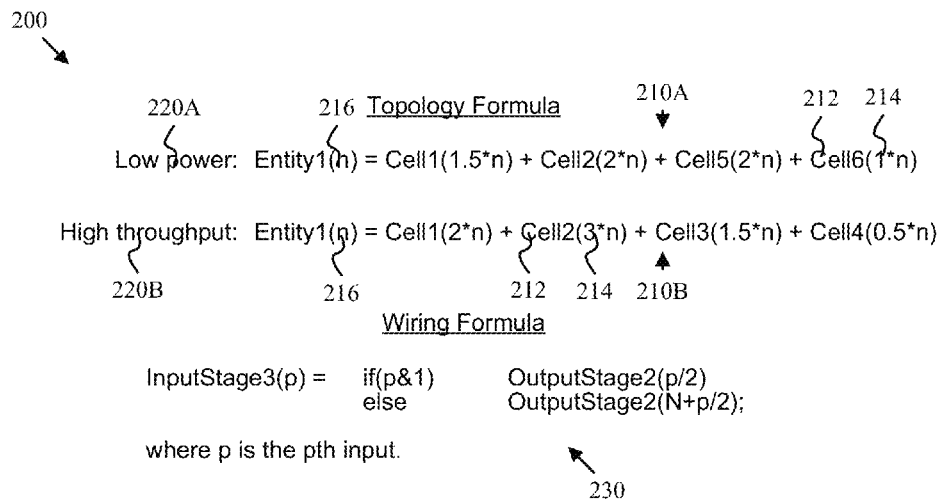 200
220A 216 Topology Formula 210A 212 214
Low power: Entity1(n) = Cell1(1.5*n) + Cell2(2*n) + Cell5(2*n) + Cell6(1*n)
High throughput: Entity1(n) = Cell1(2*n) + Cell2(3*n) + Cell3(1.5*n) + Cell4(0.5*n)
220B 216 212 214 210B
Wiring Formula
InputStage3(p) = if(p&1) OutputStage2(p/2)
else OutputStage2(N+p/2);
where p is the pth input.
230